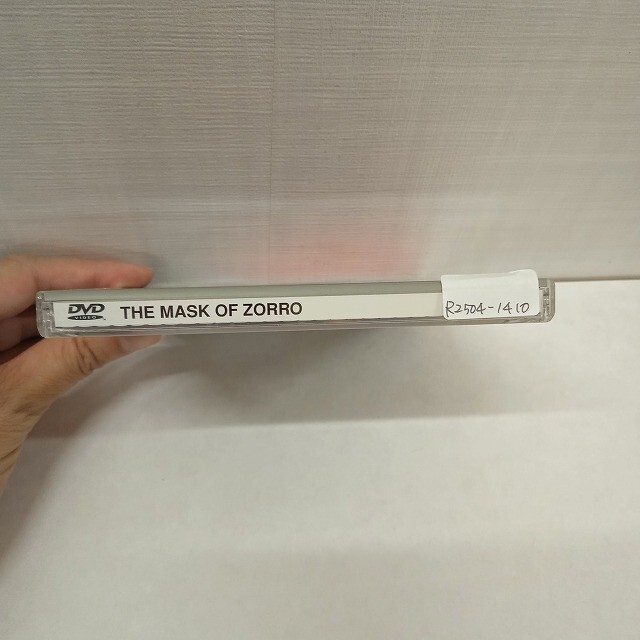 DVD
VIDEO
THE MASK OF ZORRO
R2504-1410